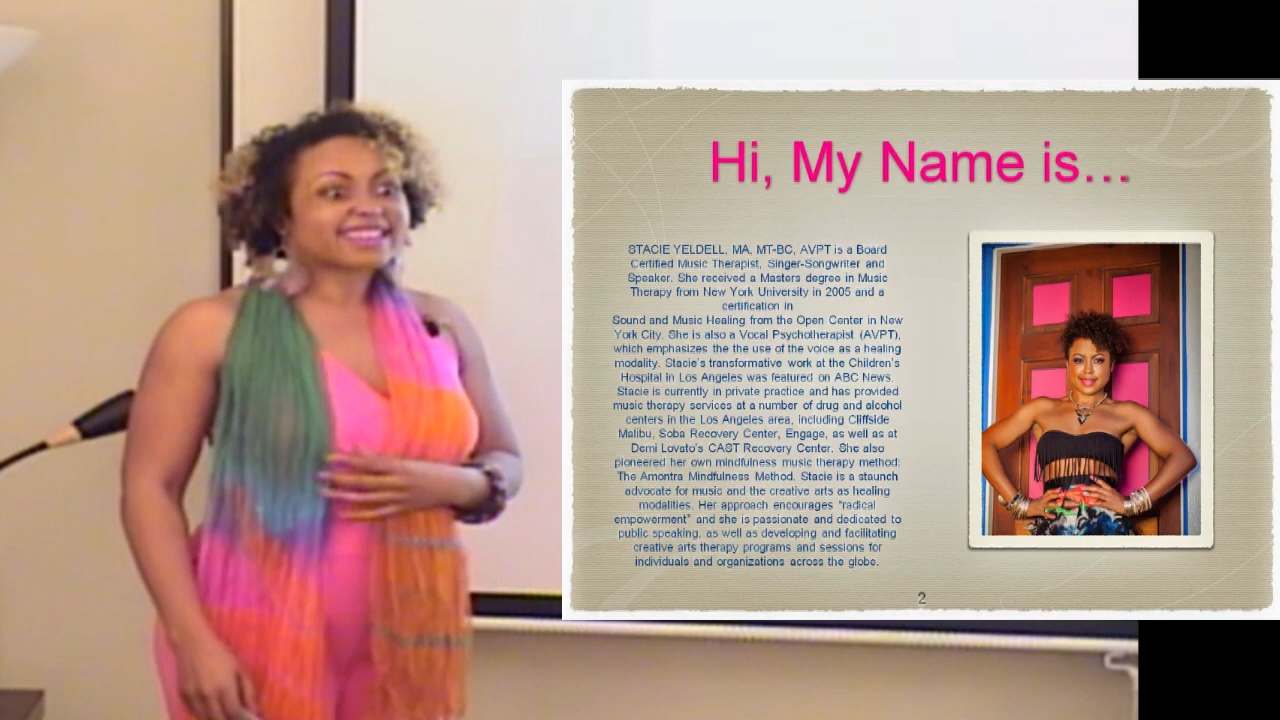 Hi, My Name is...
STACIE YELDELL, MA, MT-BC, AVPT is a Board
Certified Music Therapist, Singer-Songwriter and
Speaker. She received a Masters degree in Music
Therapy from New York University in 2005 and a
certification in
Sound and Music Healing from the Open Center in New
York City. She is also a Vocal Psychotherapist (AVPT),
which emphasizes the the use of the voice as a healing
modality. Stacie's transformative work at the Children's
Hospital in Los Angeles was featured on ABC News.
Stacie is currently in private practice and has provided
music therapy services at a number of drug and alcohol
centers in the Los Angeles area, including Cliffside
Malibu, Soba Recovery Center, Engage, as well as at
Demi Lovato's CAST Recovery Center. She also
pioneered her own mindfulness music therapy method:
The Amontra Mindfulness Method. Stacie is a staunch
advocate for music and the creative arts as healing
modalities. Her approach encourages "radical
empowerment" and she is passionate and dedicated to
public speaking, as well as developing and facilitating
creative arts therapy programs and sessions for
individuals and organizations across the globe.
2